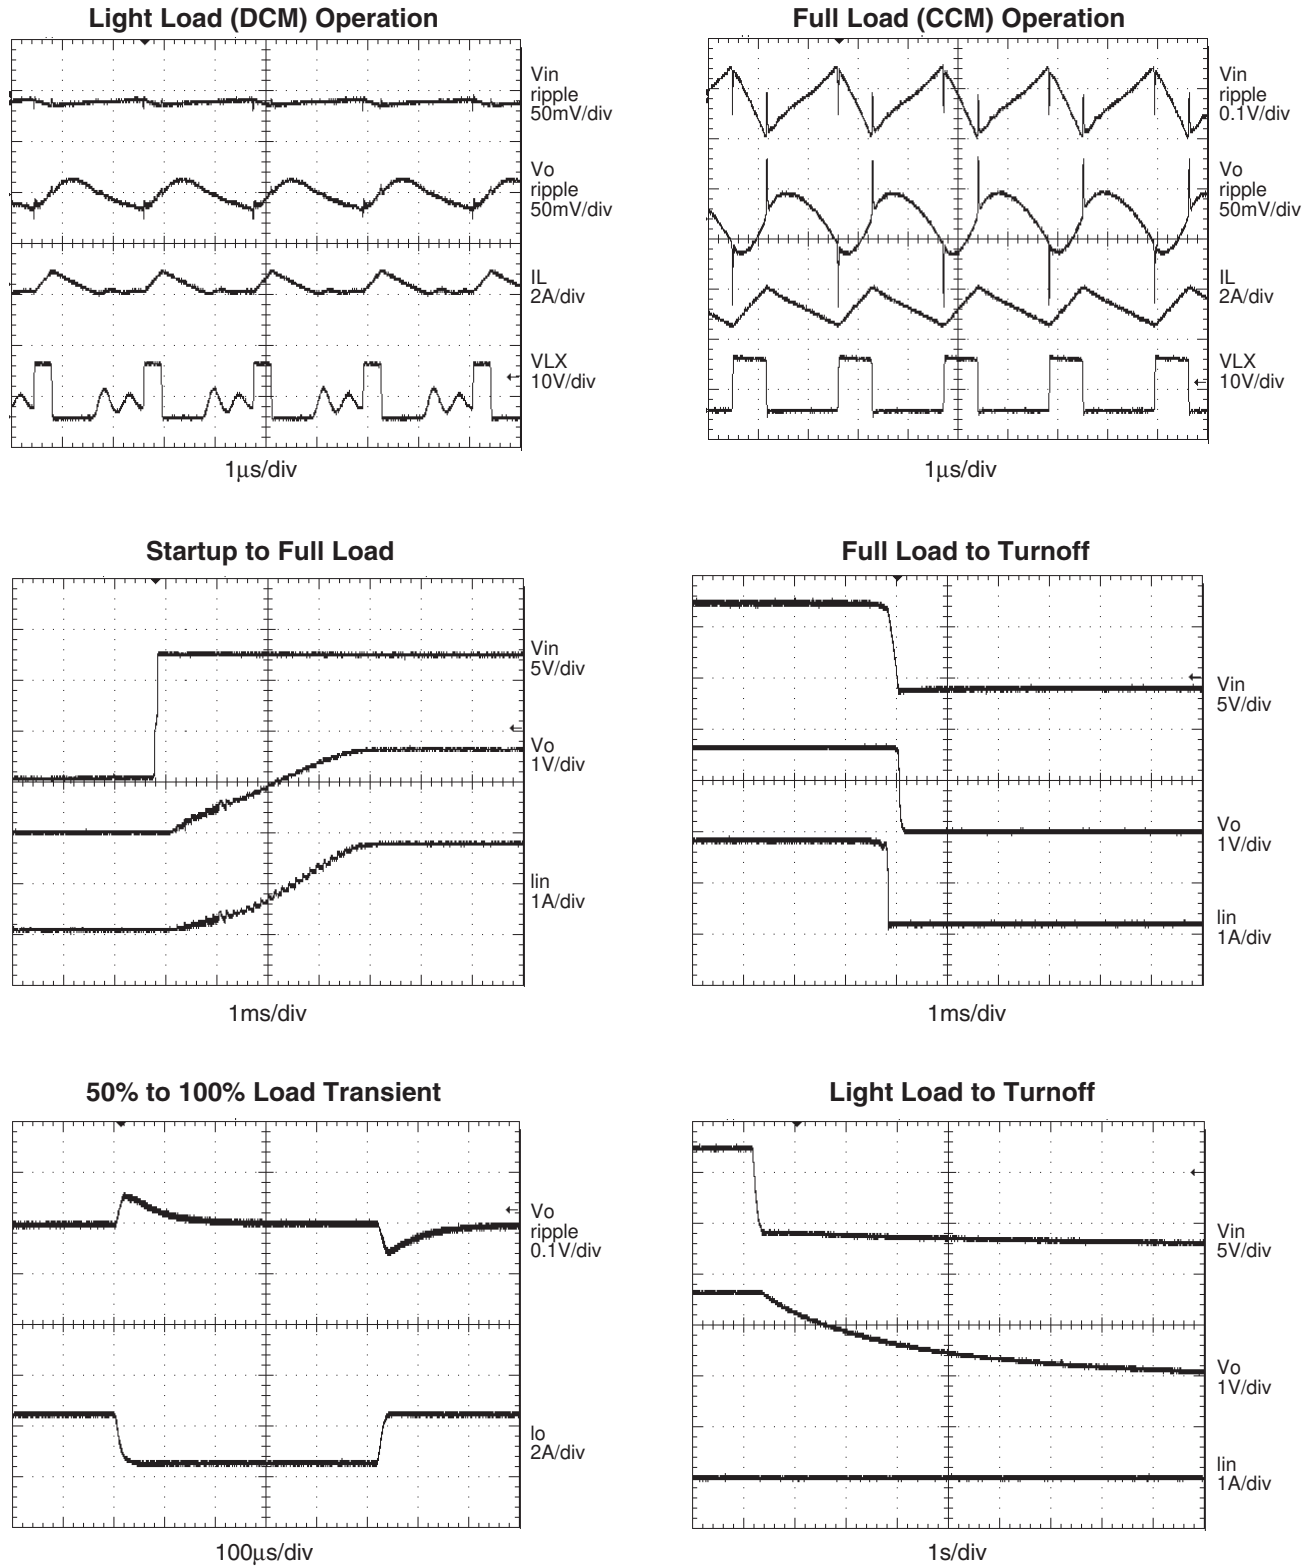 Light Load (DCM) Operation
Vin
ripple
50mV/div
Vo
ripple
50mV/div
IL
2A/div
VLX
10V/div
1μs/div
Full Load (CCM) Operation
Vin
ripple
0.1V/div
Vo
ripple
50mV/div
IL
2A/div
VLX
10V/div
1μs/div
Startup to Full Load
Vin
5V/div
Vo
1V/div
Iin
1A/div
1ms/div
Full Load to Turnoff
Vin
5V/div
Vo
1V/div
Iin
1A/div
1ms/div
50% to 100% Load Transient
Vo
ripple
0.1V/div
Io
2A/div
100μs/div
Light Load to Turnoff
Vin
5V/div
Vo
1V/div
Iin
1A/div
1s/div